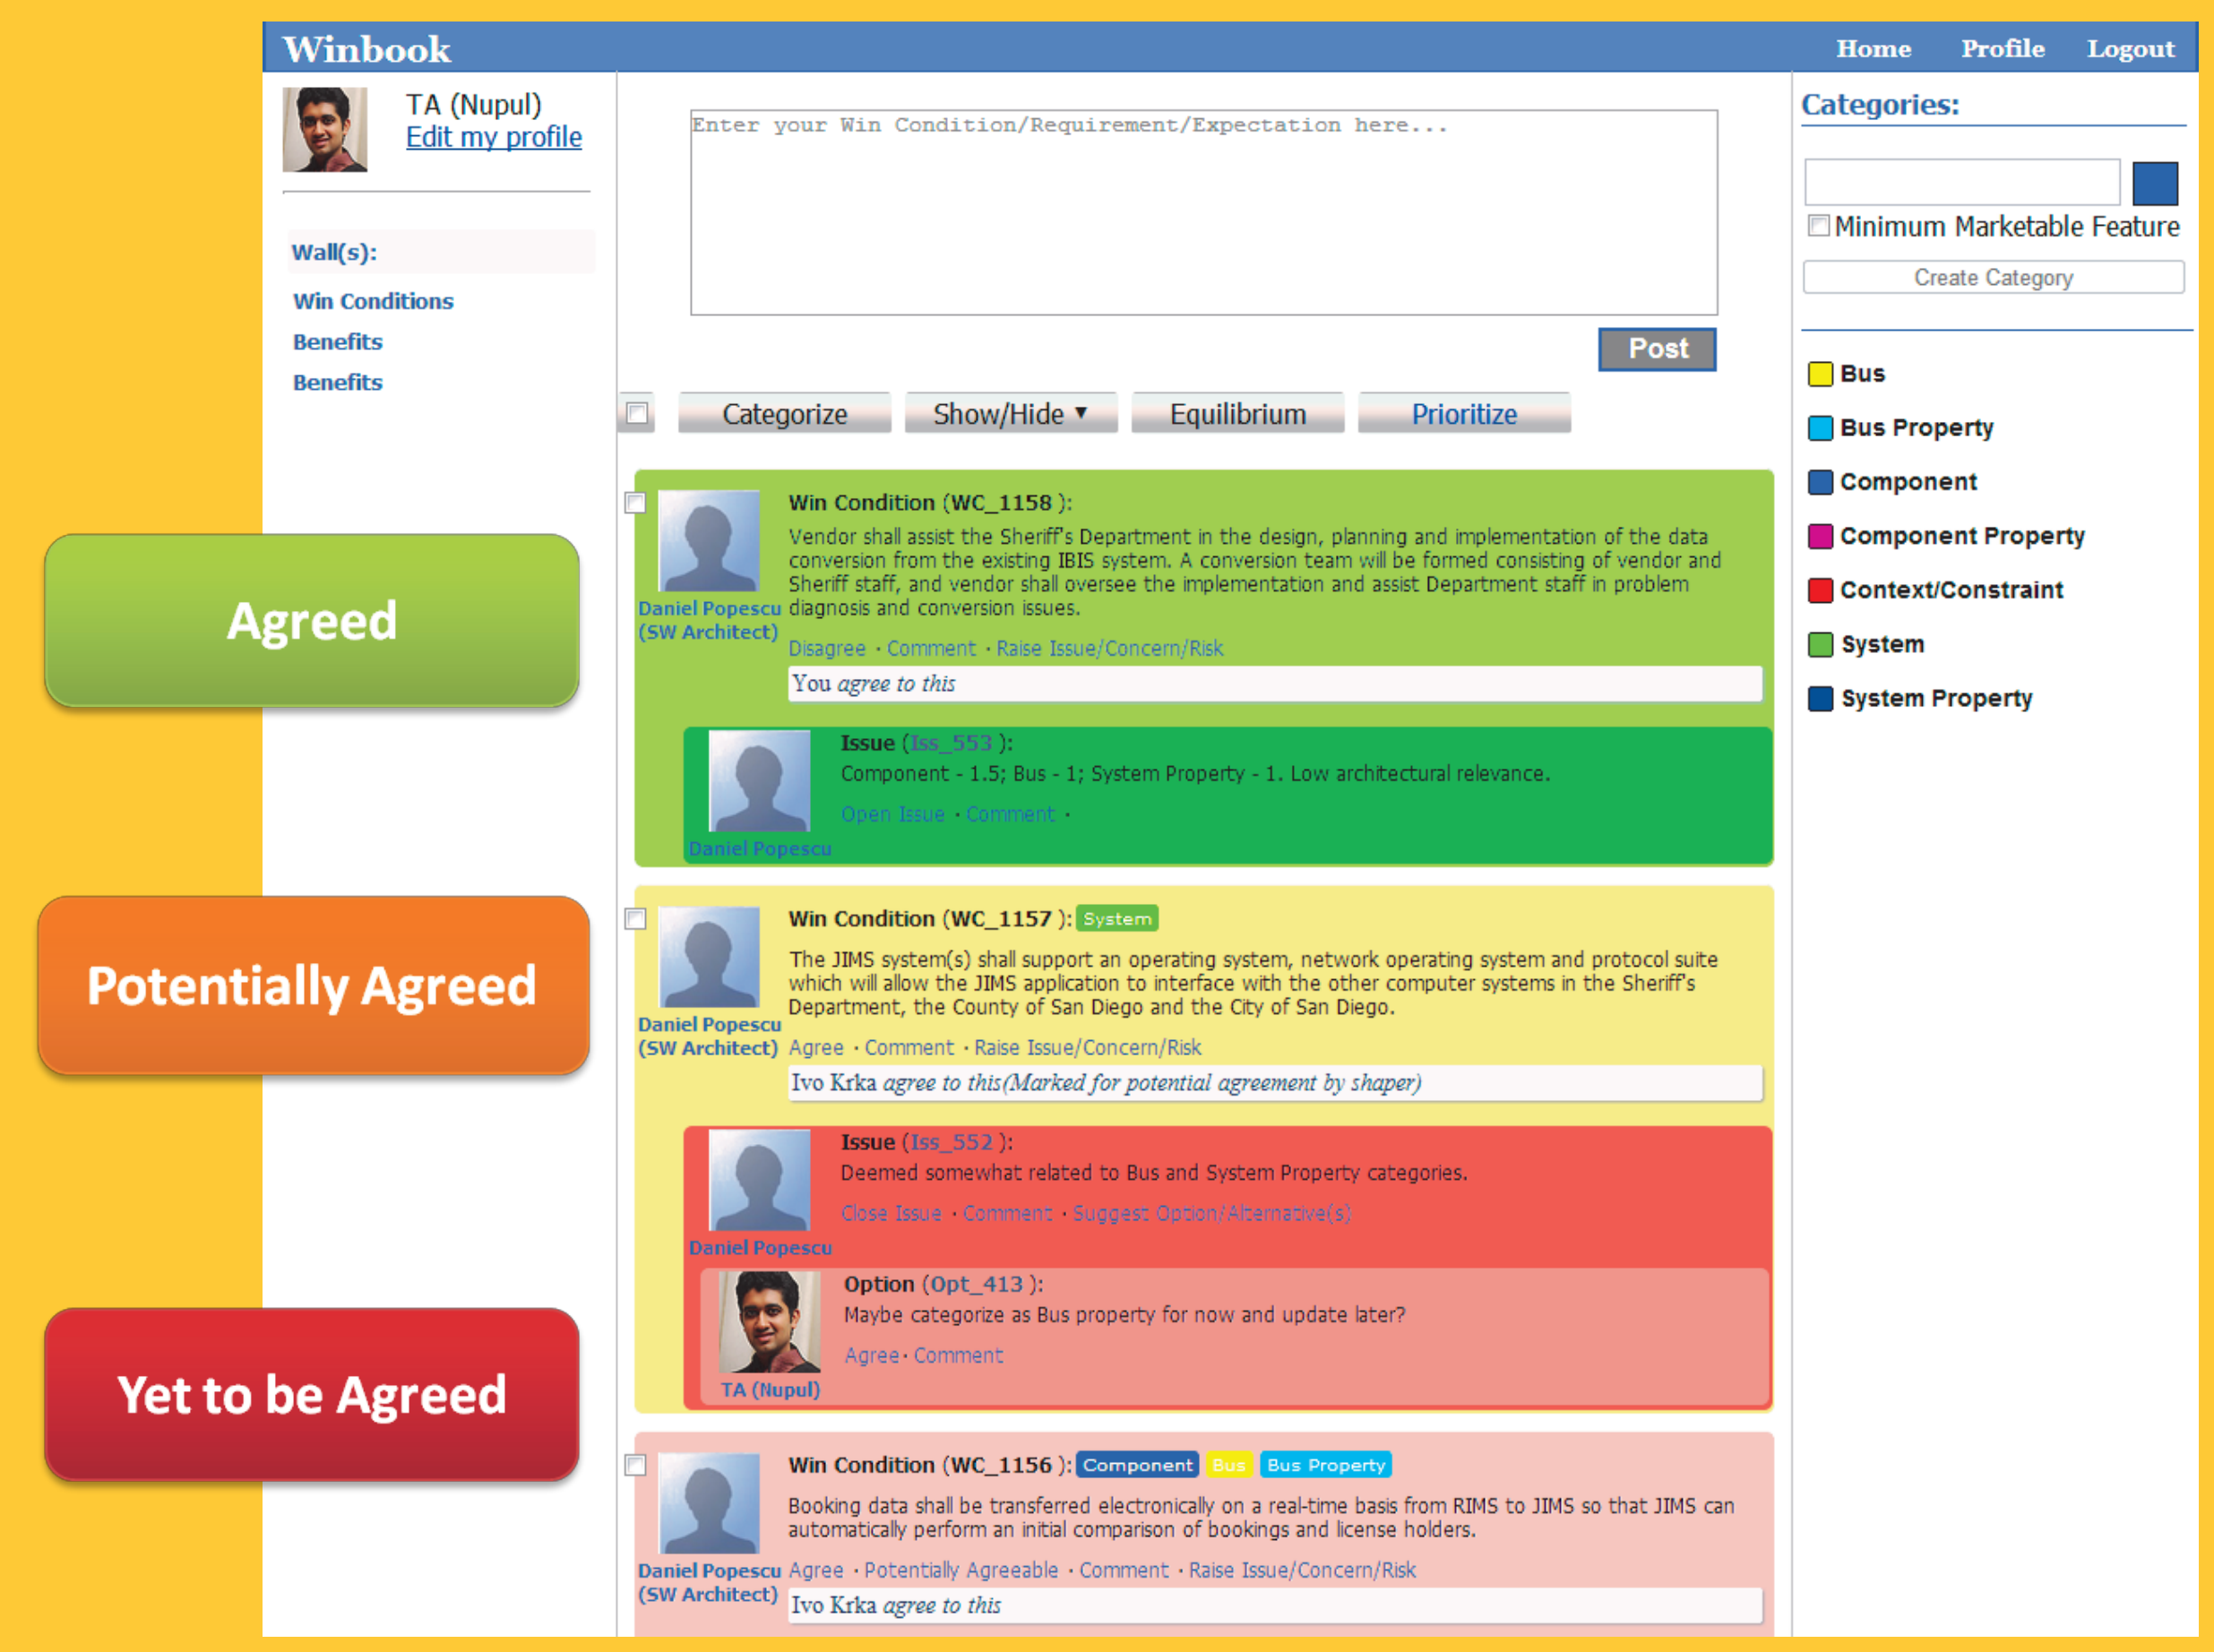 Winbook
Home Profile Logout
TA (Nupul)
Edit my profile
Wall(s):
Win Conditions
Benefits
Benefits
Enter your Win Condition/Requirement/Expectation here...
Post
Categorize
Show/Hide ▼
Equilibrium
Prioritize
Agreed
Win Condition (WC_1158 ):
Vendor shall assist the Sheriff's Department in the design, planning and implementation of the data
conversion from the existing IBIS system. A conversion team will be formed consisting of vendor and
Sheriff staff, and vendor shall oversee the implementation and assist Department staff in problem
diagnosis and conversion issues.
Daniel Popescu
(SW Architect)
Disagree · Comment · Raise Issue/Concern/Risk
You agree to this
Issue (Iss_553 ):
Component - 1.5; Bus - 1; System Property - 1. Low architectural relevance.
Open Issue · Comment ·
Daniel Popescu
Potentially Agreed
Win Condition (WC_1157 ): System
The JIMS system(s) shall support an operating system, network operating system and protocol suite
which will allow the JIMS application to interface with the other computer systems in the Sheriff's
Department, the County of San Diego and the City of San Diego.
Daniel Popescu
(SW Architect)
Agree · Comment · Raise Issue/Concern/Risk
Ivo Krka agree to this(Marked for potential agreement by shaper)
Issue (Iss_552 ):
Deemed somewhat related to Bus and System Property categories.
Close Issue · Comment · Suggest Option/Alternative(s)
Daniel Popescu
Option (Opt_413 ):
Maybe categorize as Bus property for now and update later?
Agree· Comment
TA (Nupul)
Yet to be Agreed
Win Condition (WC_1156 ): Component Bus Bus Property
Booking data shall be transferred electronically on a real-time basis from RIMS to JIMS so that JIMS can
automatically perform an initial comparison of bookings and license holders.
Daniel Popescu
(SW Architect)
Agree · Potentially Agreeable · Comment · Raise Issue/Concern/Risk
Ivo Krka agree to this
Categories:
Minimum Marketable Feature
Create Category
Bus
Bus Property
Component
Component Property
Context/Constraint
System
System Property